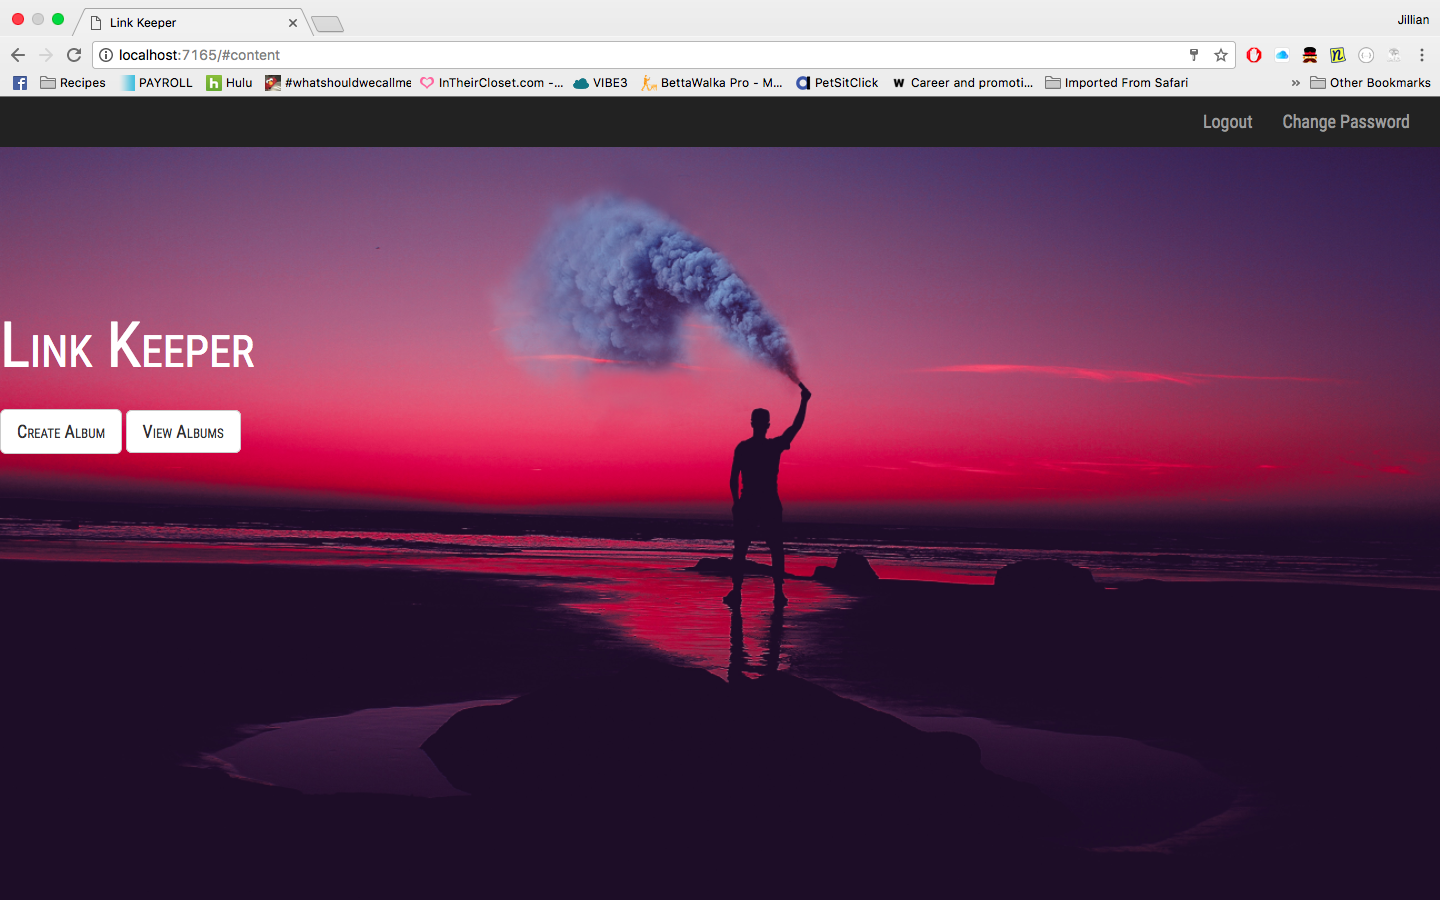 Link Keeper
Jillian
localhost:7165/#content
Recipes PAYROLL h Hulu #whatshouldwecallme InTheirCloset.com -... VIBE3 BettaWalka Pro - M... PetSitClick W Career and promoti... Imported From Safari » Other Bookmarks
Logout Change Password
Link Keeper
Create Album View Albums